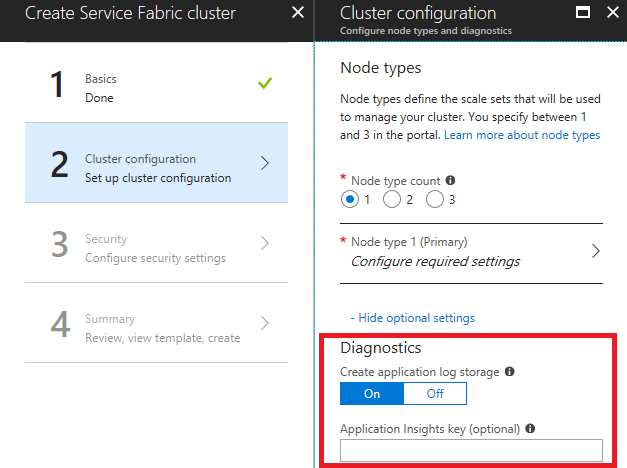 Create Service Fabric cluster
1
Basics
Done
2
Cluster configuration
Set up cluster configuration
3
Security
Configure security settings
4
Summary
Review, view template, create
Cluster configuration
Configure node types and diagnostics
Node types
Node types define the scale sets that will be used
to manage your cluster. You specify between 1
and 3 in the portal. Learn more about node types
* Node type count
1 2 3
* Node type 1 (Primary)
Configure required settings
- Hide optional settings
Diagnostics
Create application log storage
On Off
Application Insights key (optional)